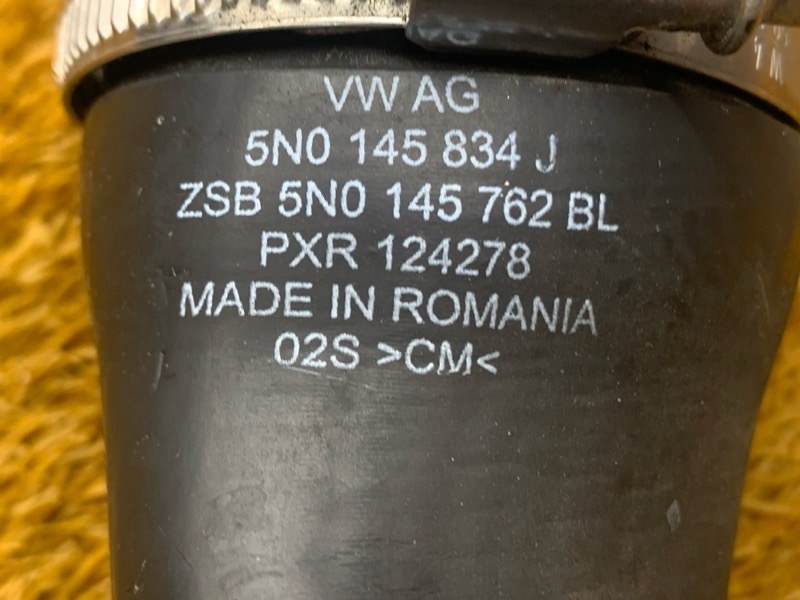 VW AG
5N0 145 834 J
ZSB 5N0 145 762 BL
PXR 124278
MADE IN ROMANIA
02S >CM<